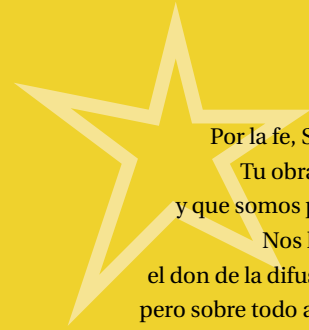 Por la fe,
Tu obra
y que somos
Nos
el don de la
pero sobre todo